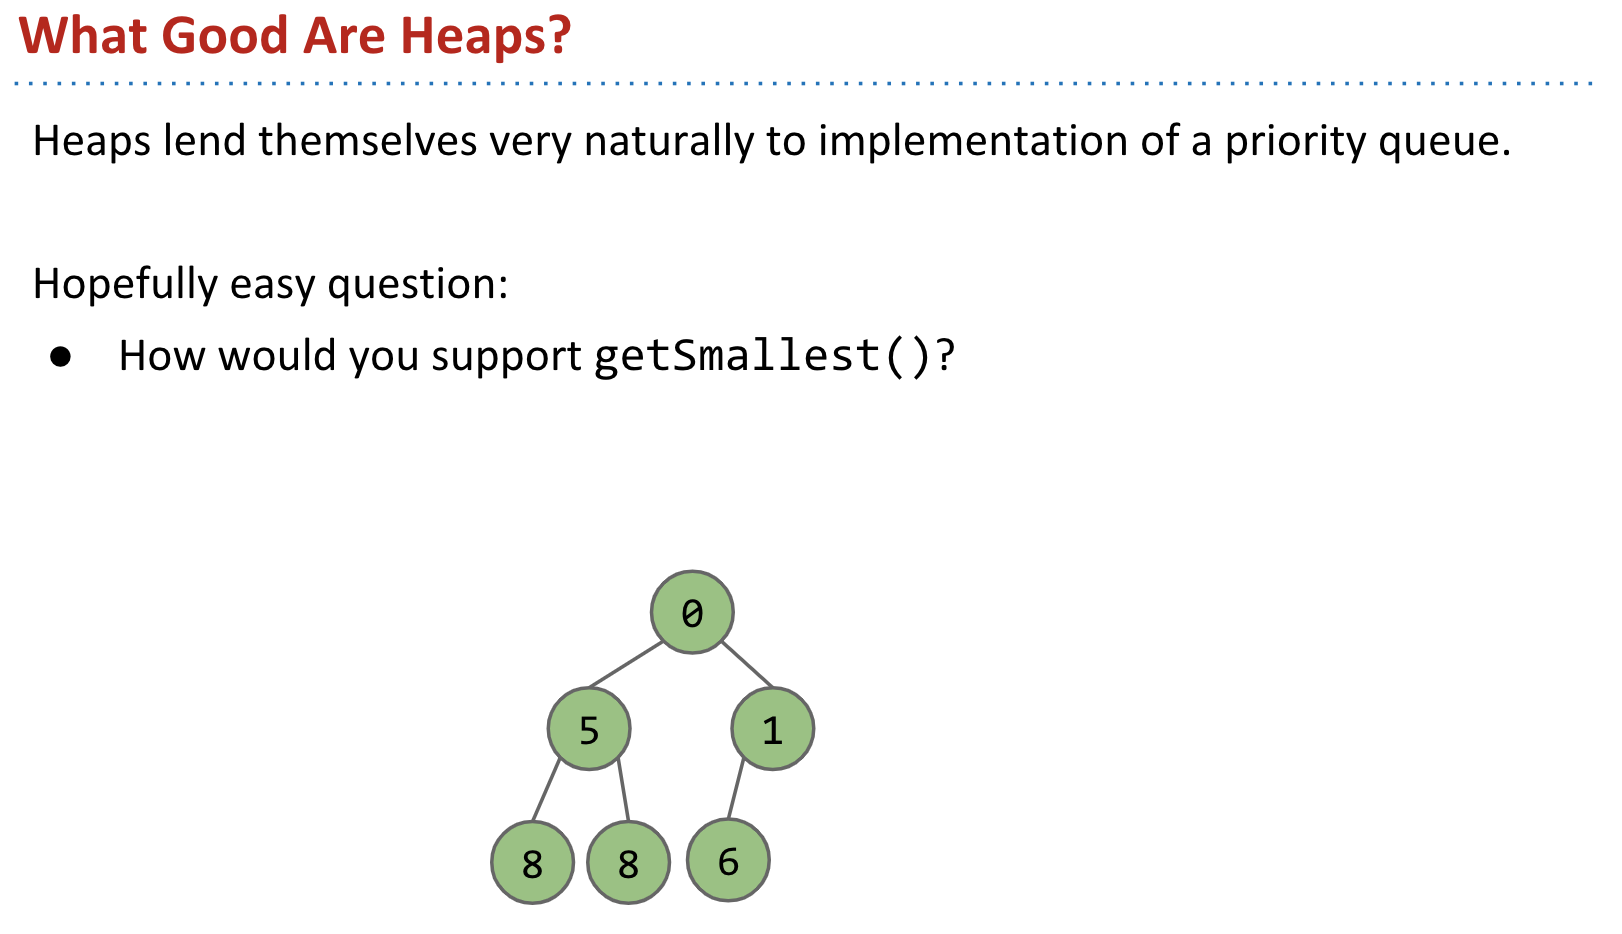 What Good Are Heaps?
Heaps lend themselves very naturally to implementation of a priority queue.
Hopefully easy question:
● How would you support getSmallest()?
0
5 1
8 8 6